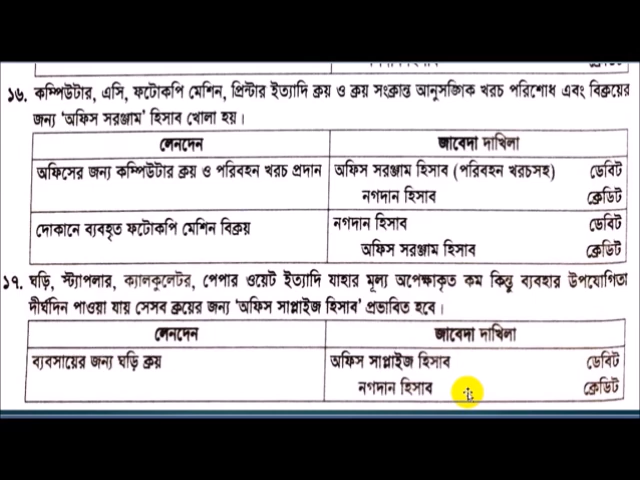 ১৬. কম্পিউটার, এসি, ফটোকপি মেশিন, প্রিন্টার ইত্যাদি ক্রয় ও ক্রয় সংক্রান্ত আনুসঙ্গিক খরচ পরিশোধ এবং বিক্রয়ের
জন্য 'অফিস সরঞ্জাম' হিসাব খোলা হয়।
লেনদেন জাবেদা দাখিলা
অফিসের জন্য কম্পিউটার ক্রয় ও পরিবহন খরচ প্রদান অফিস সরঞ্জাম হিসাব (পরিবহন খরচসহ) ডেবিট
নগদান হিসাব ক্রেডিট
দোকানে ব্যবহৃত ফটোকপি মেশিন বিক্রয় নগদান হিসাব ডেবিট
অফিস সরঞ্জাম হিসাব ক্রেডিট
১৭. ঘড়ি, স্ট্যাপলার, ক্যালকুলেটর, পেপার ওয়েট ইত্যাদি যাহার মূল্য অপেক্ষাকৃত কম কিন্তু ব্যবহার উপযোগিতা
দীর্ঘদিন পাওয়া যায় সেসব ক্রয়ের জন্য 'অফিস সাপ্লাইজ হিসাব' প্রভাবিত হবে।
লেনদেন জাবেদা দাখিলা
ব্যবসায়ের জন্য ঘড়ি ক্রয় অফিস সাপ্লাইজ হিসাব ডেবিট
নগদান হিসাব ক্রেডিট